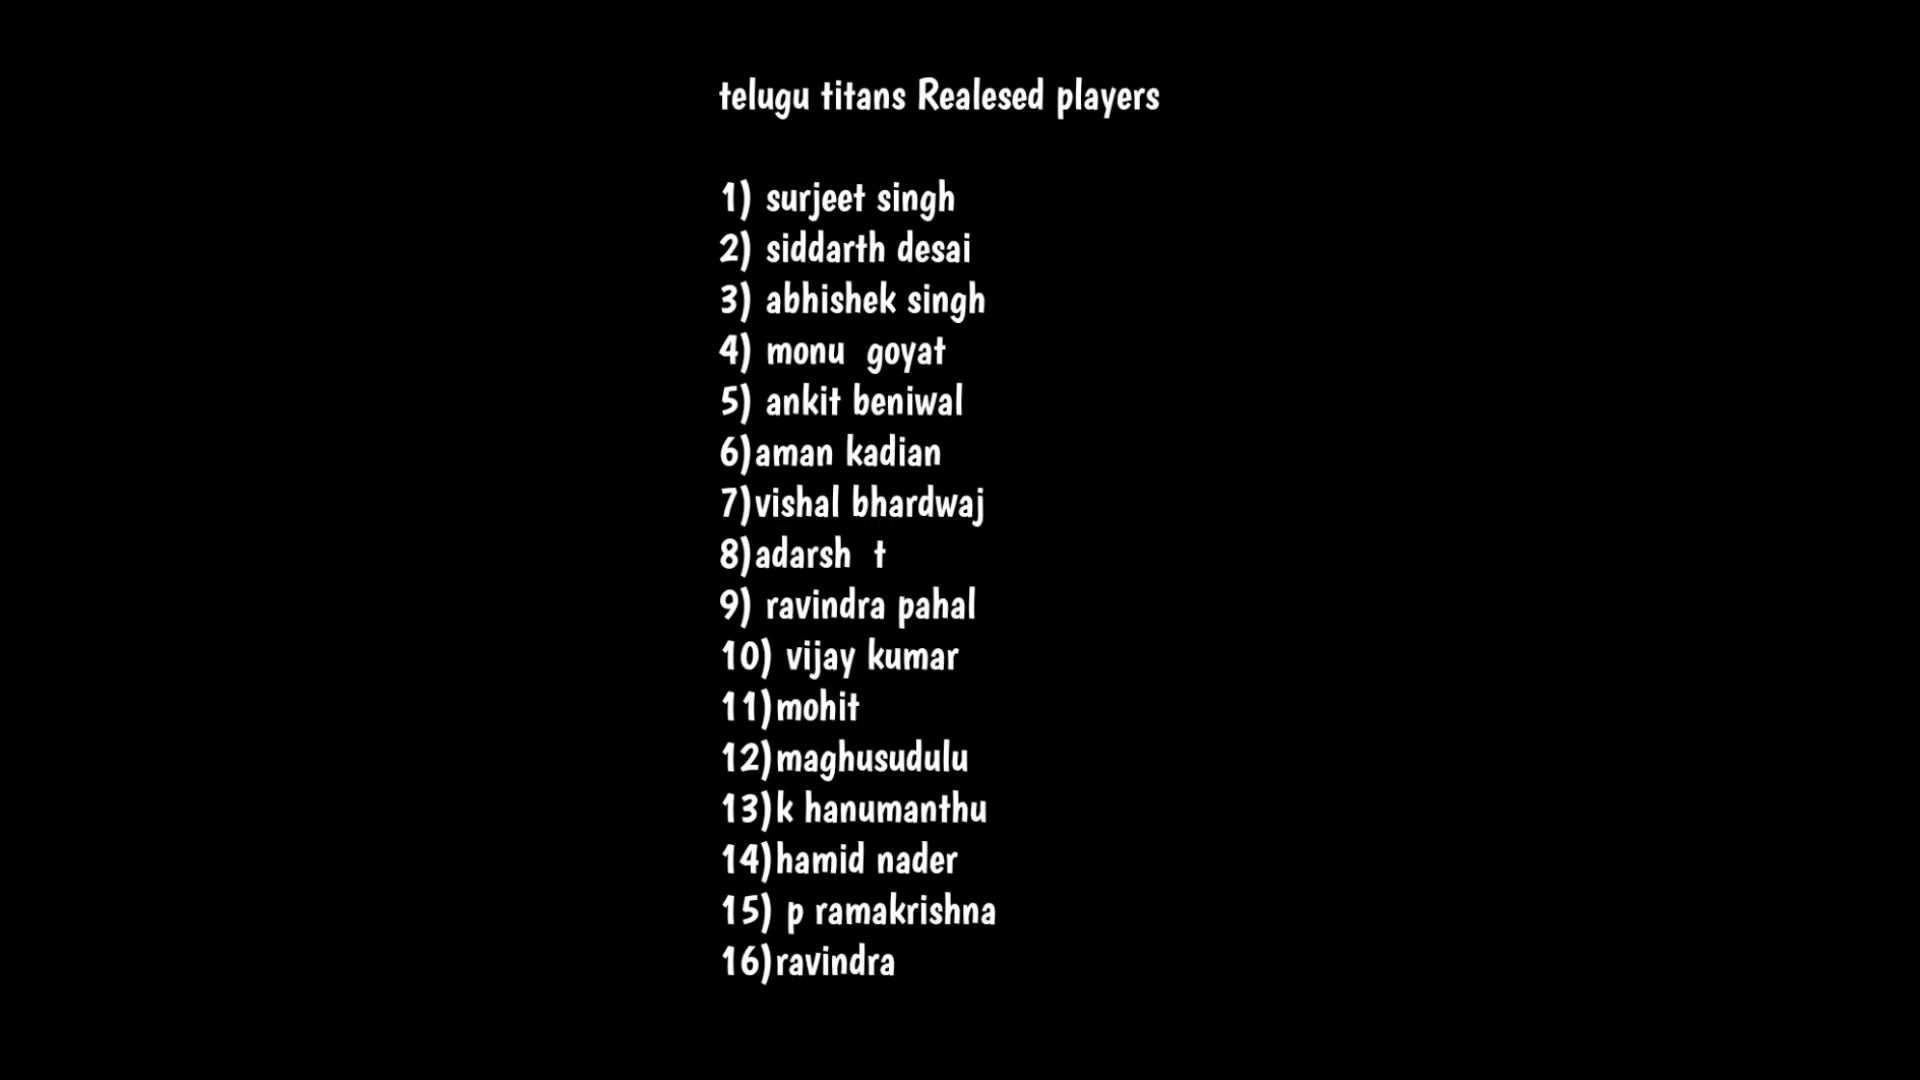 telugu titans Realesed players
1) surjeet singh
2) siddarth desai
3) abhishek singh
4) monu goyat
5) ankit beniwal
6)aman kadian
7)vishal bhardwaj
8)adarsh t
9) ravindra pahal
10) vijay kumar
11)mohit
12)maghusudulu
13)k hanumanthu
14)hamid nader
15) p ramakrishna
16)ravindra